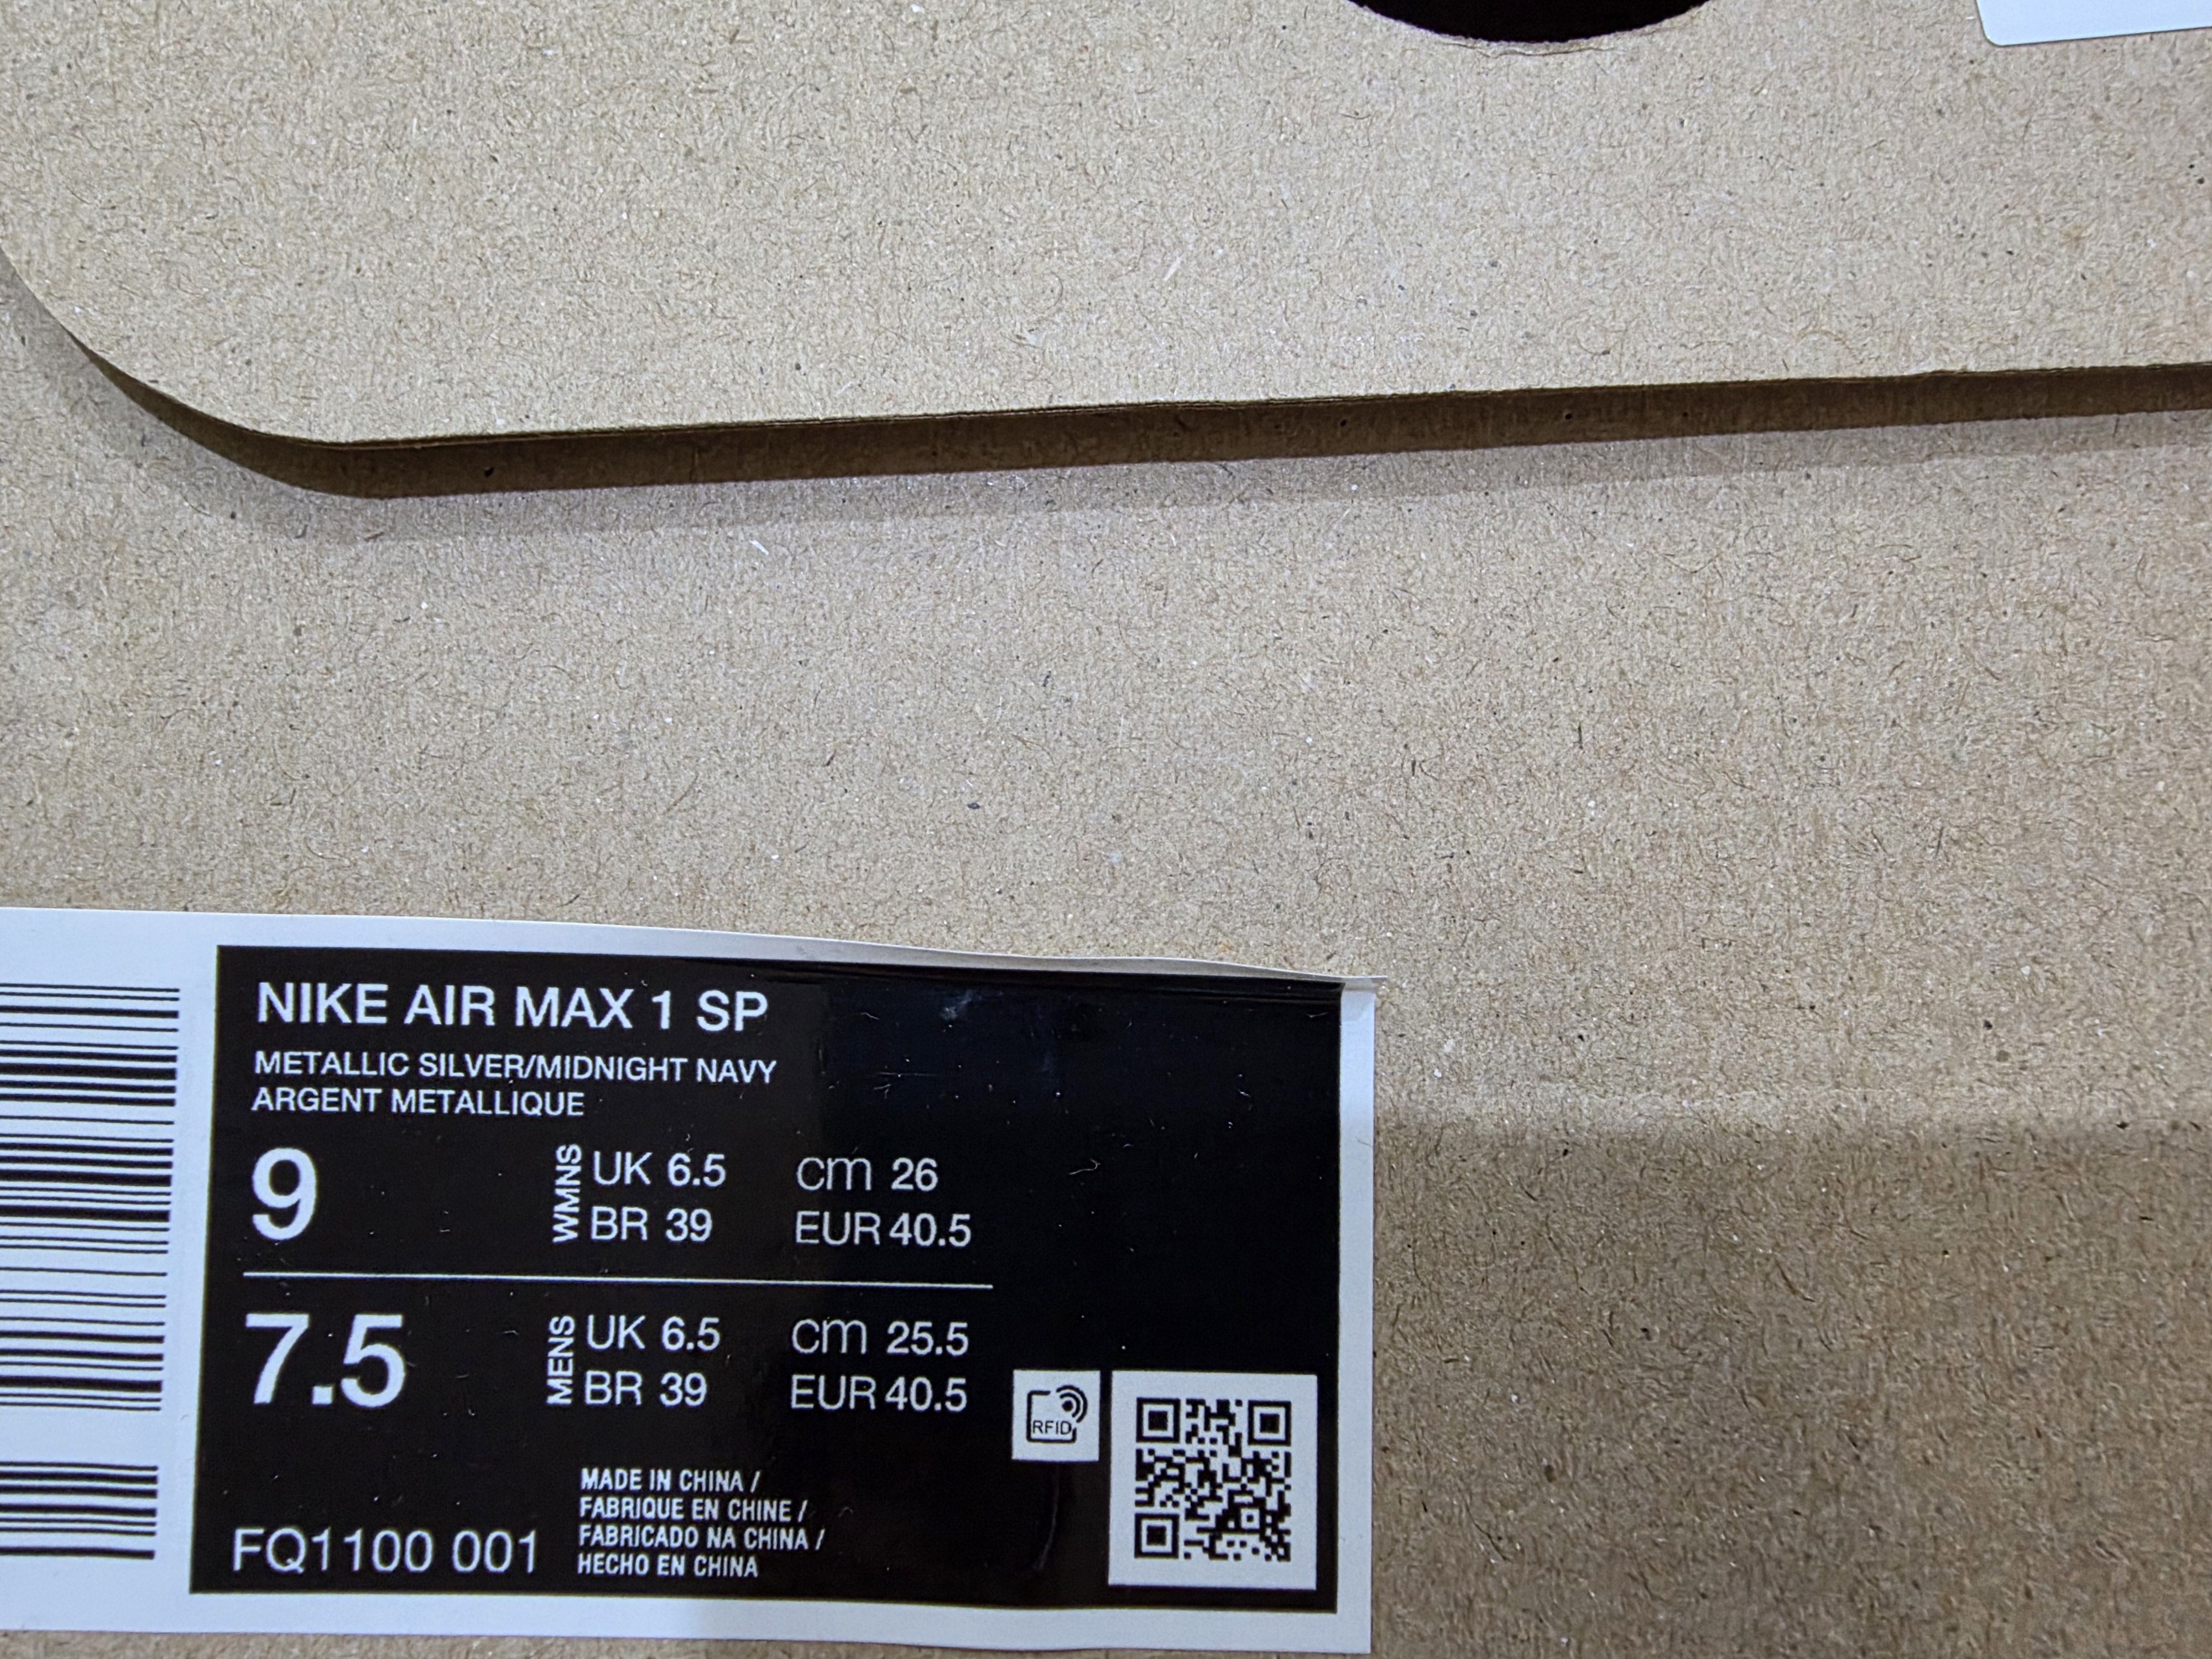 NIKE AIR MAX 1 SP
METALLIC SILVER/MIDNIGHT NAVY
ARGENT METALLIQUE
9 WMNS UK 6.5 cm 26
BR 39 EUR 40.5
7.5 MENS UK 6.5 cm 25.5
BR 39 EUR 40.5
RFID
MADE IN CHINA /
FABRIQUE EN CHINE /
FABRICADO NA CHINA /
HECHO EN CHINA
FQ1100 001